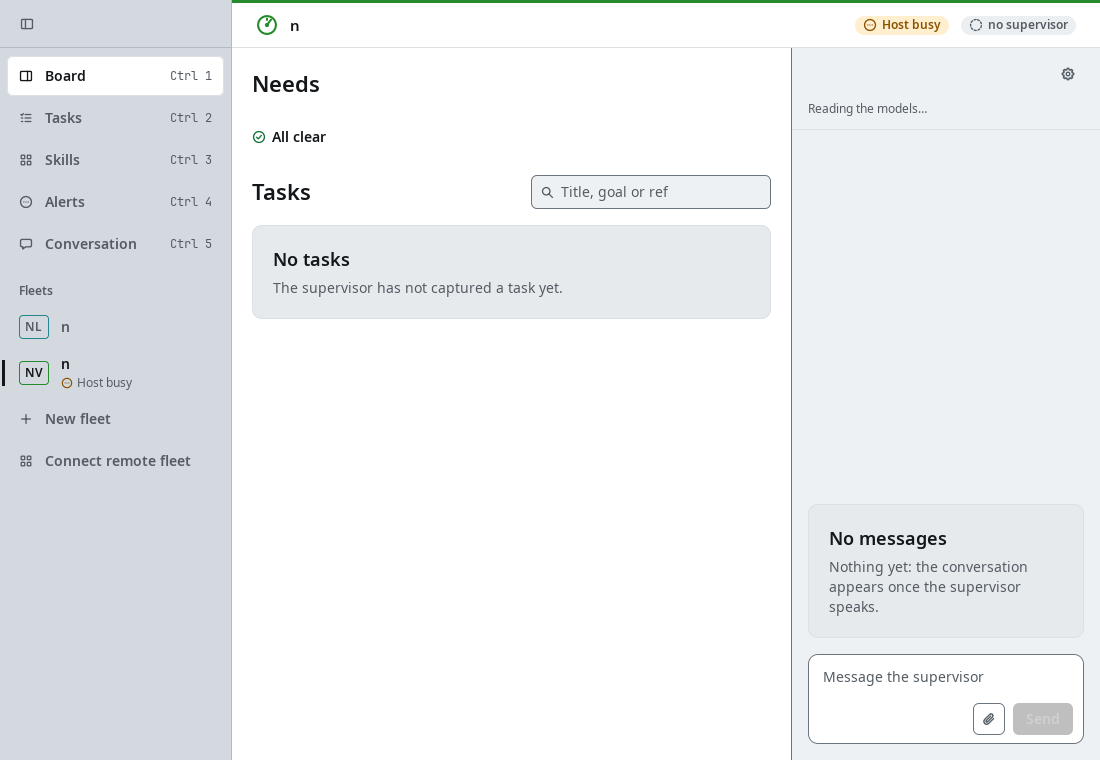 n
Host busy
no supervisor
Board
Ctrl 1
Tasks
Ctrl 2
Skills
Ctrl 3
Alerts
Ctrl 4
Conversation
Ctrl 5
Fleets
NL
n
NV
n
Host busy
New fleet
Connect remote fleet
Needs
All clear
Tasks
Title, goal or ref
No tasks
The supervisor has not captured a task yet.
Reading the models…
No messages
Nothing yet: the conversation
appears once the supervisor
speaks.
Message the supervisor
Send